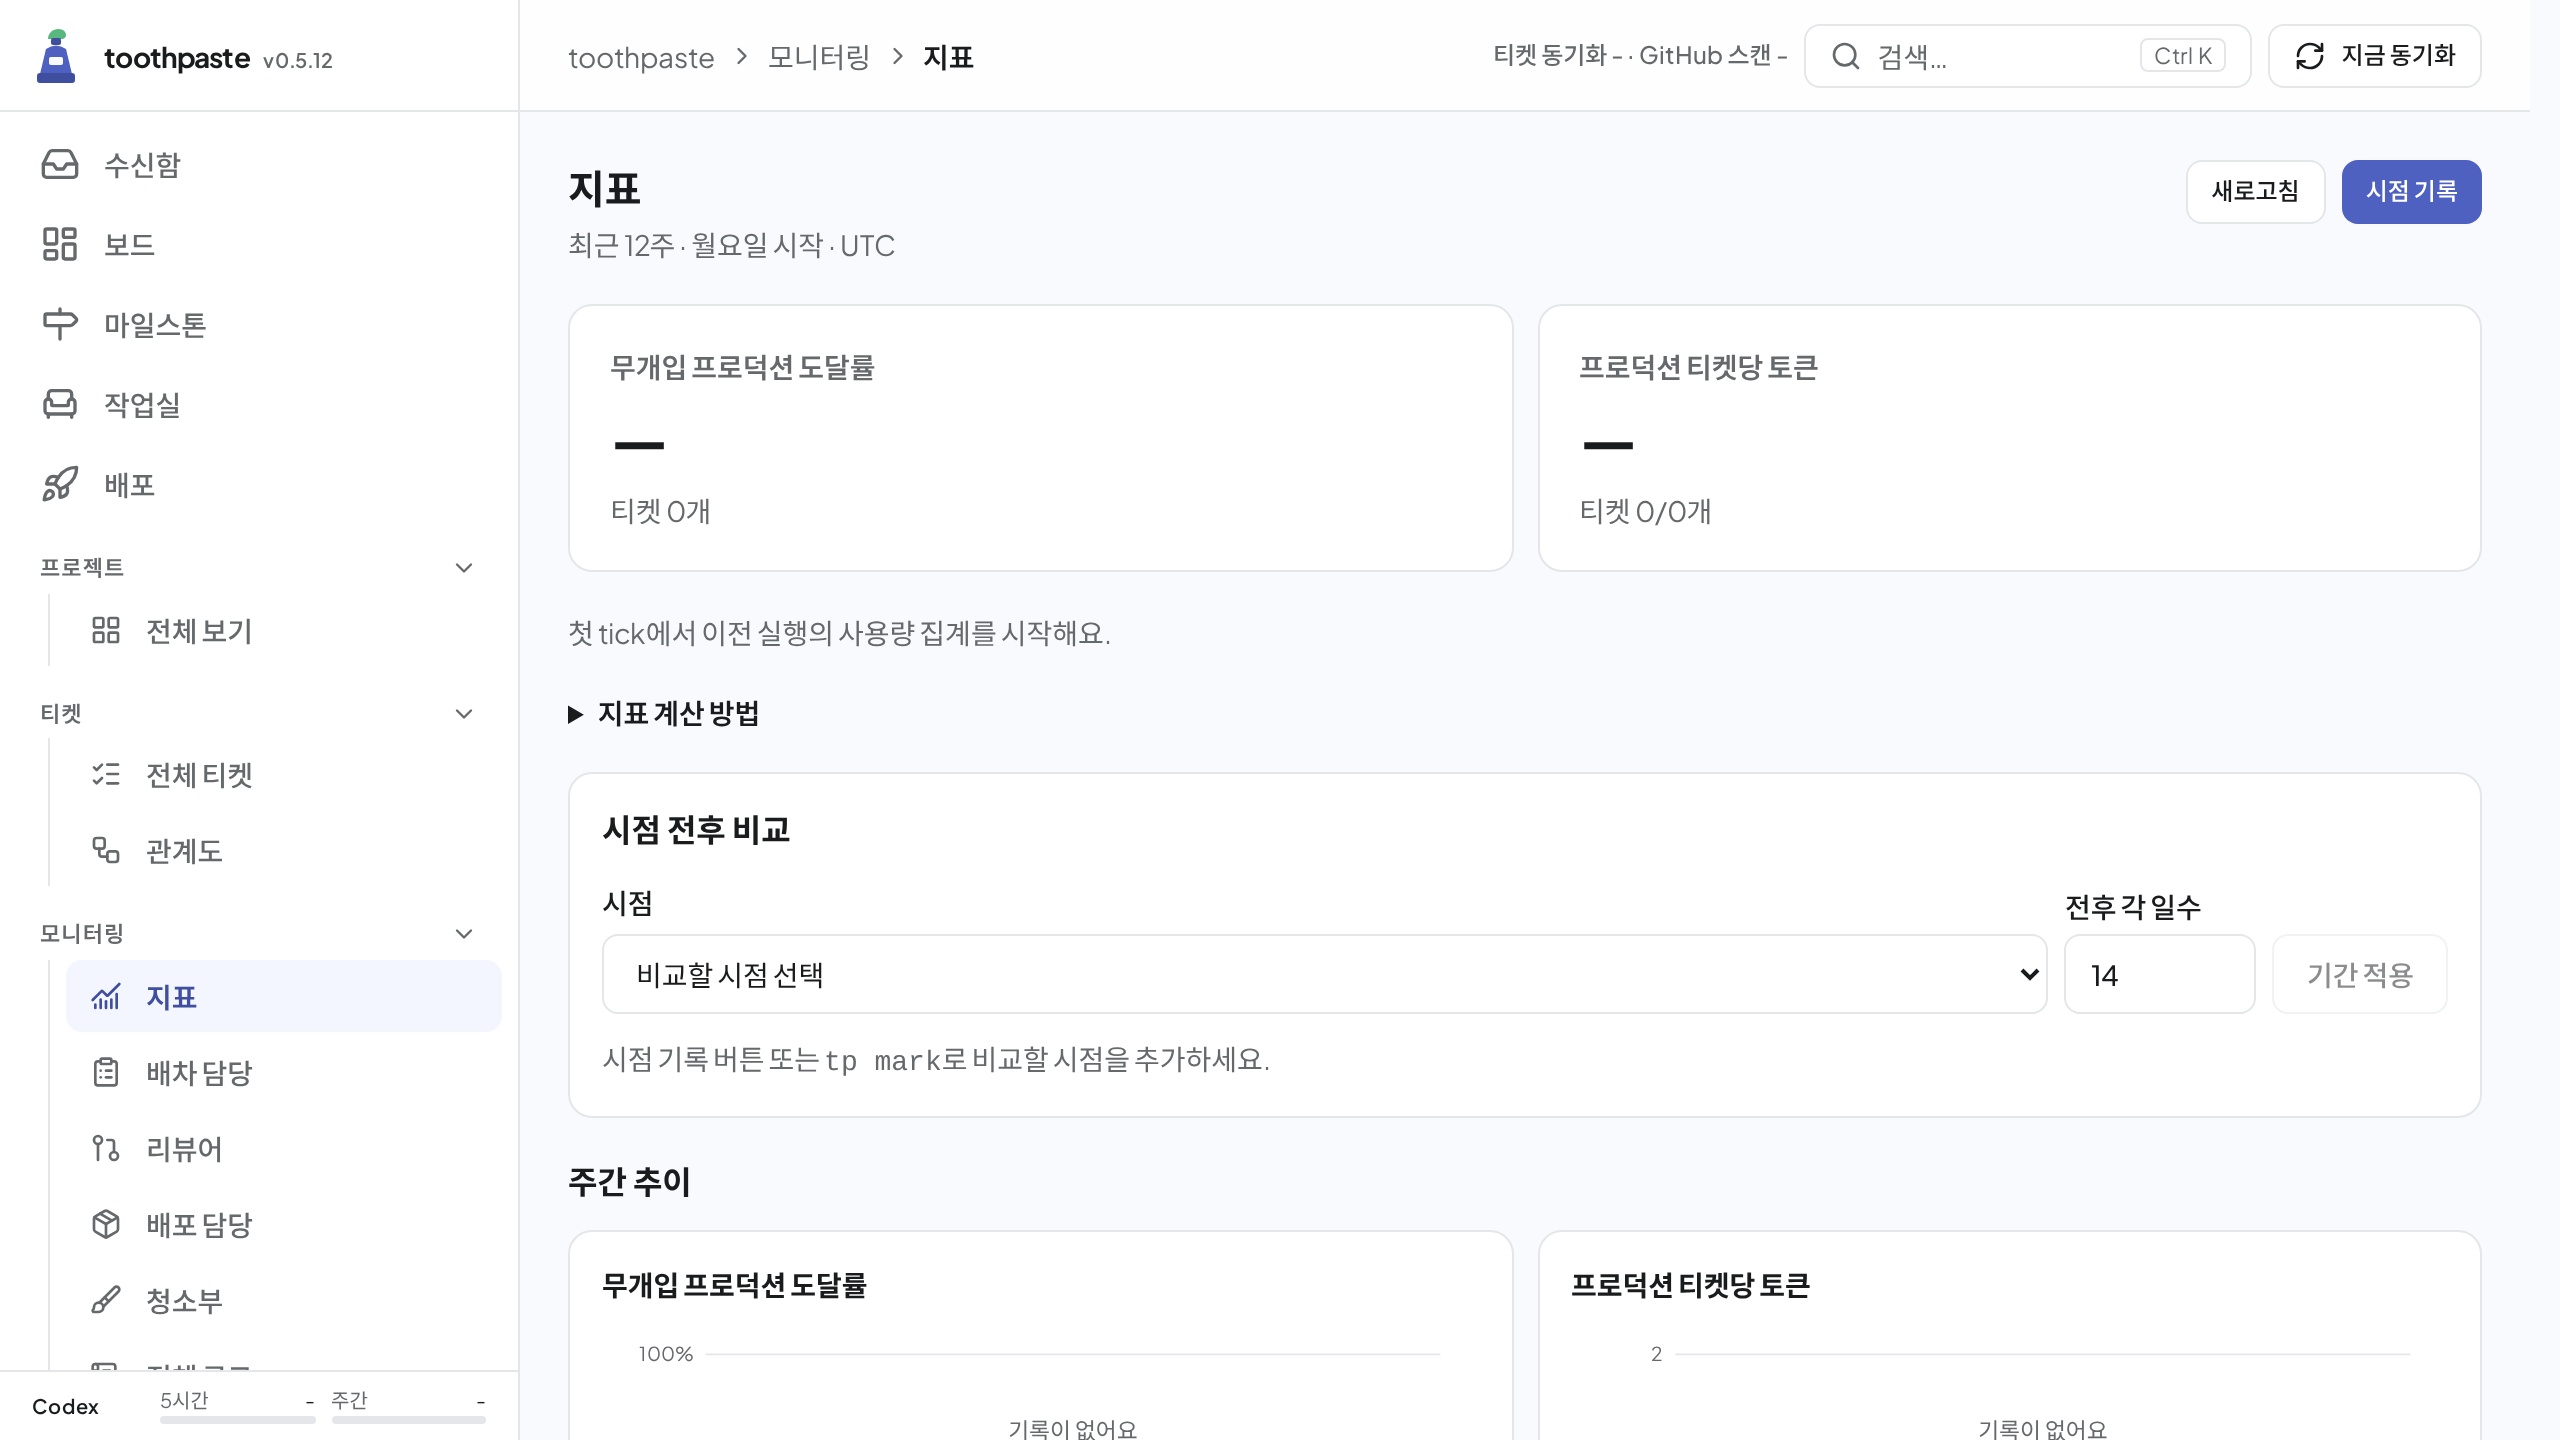 toothpaste v0.5.12
toothpaste > 모니터링 > 지표
티켓 동기화 - · GitHub 스캔 -
검색... Ctrl K
지금 동기화
수신함
보드
마일스톤
작업실
배포
프로젝트
전체 보기
티켓
전체 티켓
관계도
모니터링
지표
배차 담당
리뷰어
배포 담당
청소부
Codex
5시간 -
주간 -
지표
최근 12주 · 월요일 시작 · UTC
새로고침
시점 기록
무개입 프로덕션 도달률
—
티켓 0개
프로덕션 티켓당 토큰
—
티켓 0/0개
첫 tick에서 이전 실행의 사용량 집계를 시작해요.
지표 계산 방법
시점 전후 비교
시점
비교할 시점 선택
전후 각 일수
14
기간 적용
시점 기록 버튼 또는 tp mark로 비교할 시점을 추가하세요.
주간 추이
무개입 프로덕션 도달률
100%
기록이 없어요
프로덕션 티켓당 토큰
2
기록이 없어요